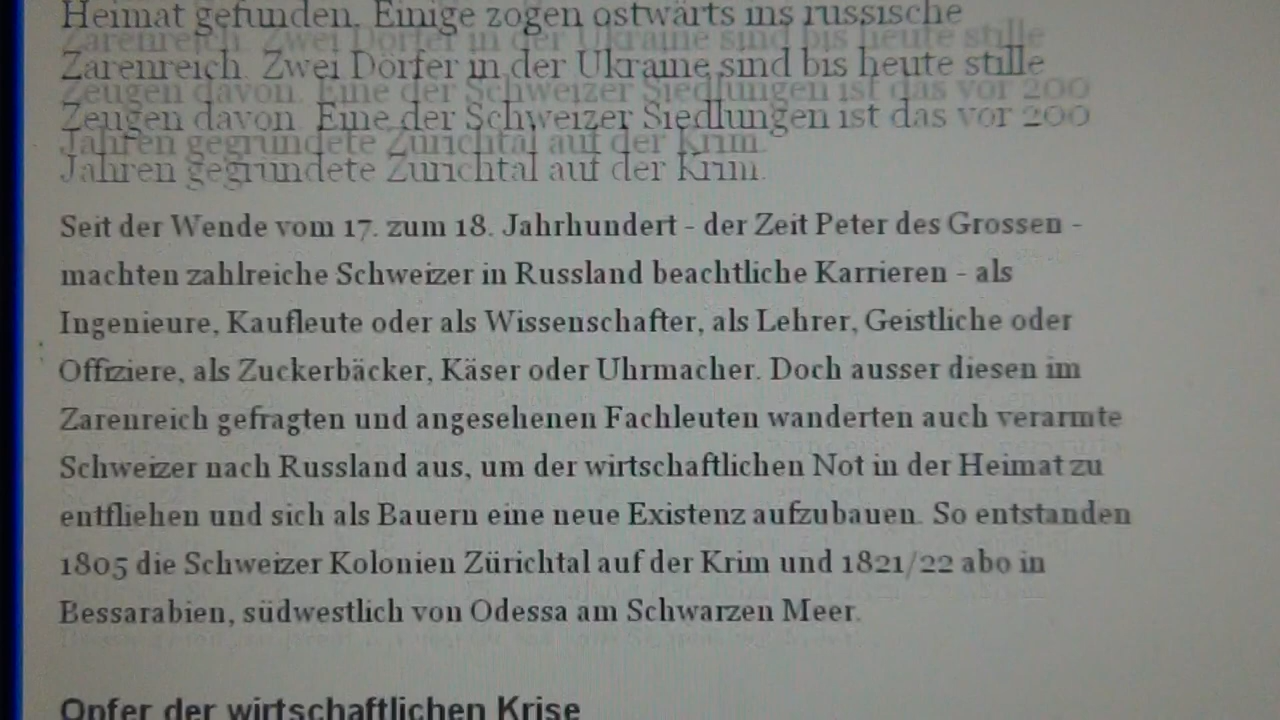 Heimat gefunden. Einige zogen ostwärts ins russische
Zarenreich. Zwei Dörfer in der Ukraine sind bis heute stille
Zeugen davon. Eine der Schweizer Siedlungen ist das vor 200
Jahren gegründete Zürichtal auf der Krim.
Seit der Wende vom 17. zum 18. Jahrhundert - der Zeit Peter des Grossen -
machten zahlreiche Schweizer in Russland beachtliche Karrieren - als
Ingenieure, Kaufleute oder als Wissenschafter, als Lehrer, Geistliche oder
Offiziere, als Zuckerbäcker, Käser oder Uhrmacher. Doch ausser diesen im
Zarenreich gefragten und angesehenen Fachleuten wanderten auch verarmte
Schweizer nach Russland aus, um der wirtschaftlichen Not in der Heimat zu
entfliehen und sich als Bauern eine neue Existenz aufzubauen. So entstanden
1805 die Schweizer Kolonien Zürichtal auf der Krim und 1821/22 abo in
Bessarabien, südwestlich von Odessa am Schwarzen Meer.
Opfer der wirtschaftlichen Krise